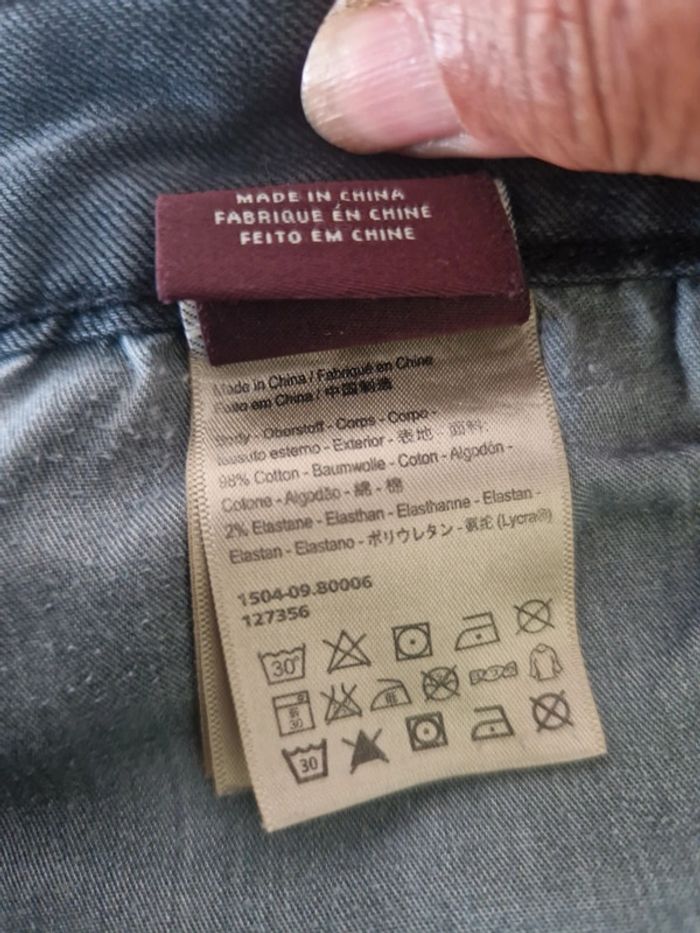 MADE IN CHINA
FABRIQUE ÉN CHINE
FEITO EM CHINE
Made in China / Fabriqué en Chine
Feito em China / 中国制造
Body - Oberstoff - Corps - Corpo -
tessuto esterno - Exterior - 表地 - 面料:
98% Cotton - Baumwolle - Coton - Algodón -
Cotone - Algodão - 綿 - 棉
2% Elastane - Elasthan - Elasthanne - Elastan -
Elastan - Elastano - ポリウレタン - 氨纶 (Lycra®)
1504-09.80006
127356
30°
30
30